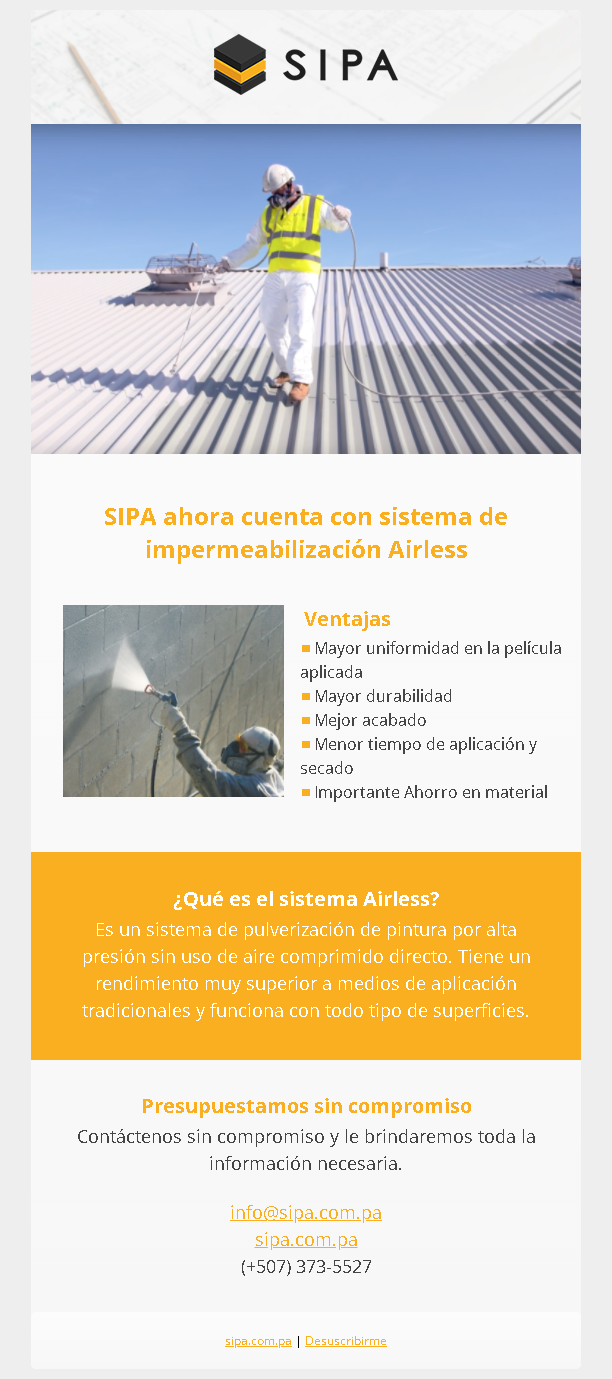 SIPA
SIPA ahora cuenta con sistema de
impermeabilización Airless
Ventajas
Mayor uniformidad en la película
aplicada
Mayor durabilidad
Mejor acabado
Menor tiempo de aplicación y
secado
Importante Ahorro en material
¿Qué es el sistema Airless?
Es un sistema de pulverización de pintura por alta
presión sin uso de aire comprimido directo. Tiene un
rendimiento muy superior a medios de aplicación
tradicionales y funciona con todo tipo de superficies.
Presupuestamos sin compromiso
Contáctenos sin compromiso y le brindaremos toda la
información necesaria.
info@sipa.com.pa
sipa.com.pa
(+507) 373-5527
sipa.com.pa | Desuscribirme